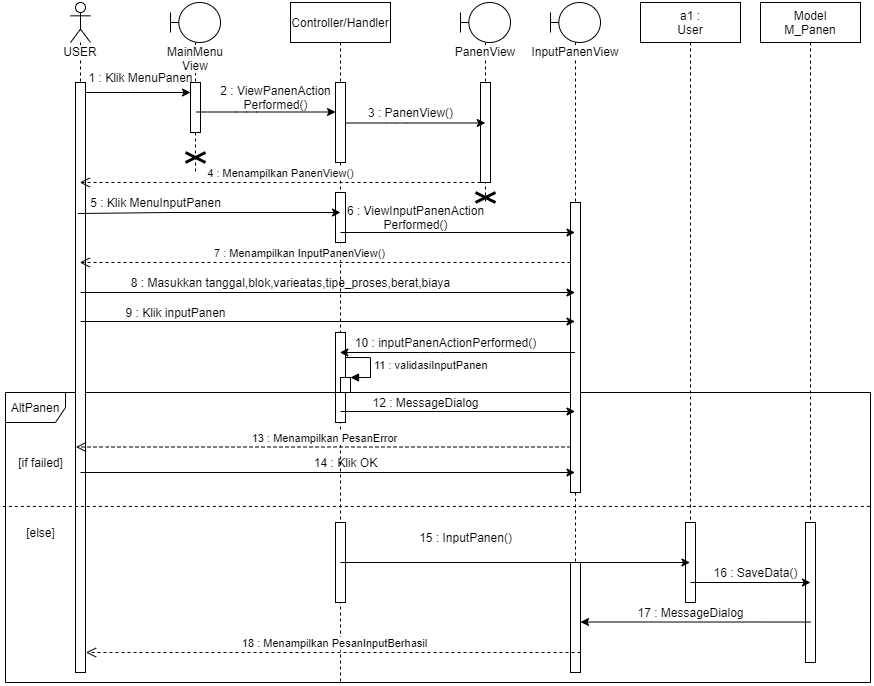 USER
MainMenu
View
Controller/Handler
PanenView
InputPanenView
a1 :
User
Model
M_Panen
1 : Klik MenuPanen
2 : ViewPanenAction
Performed()
3 : PanenView()
4 : Menampilkan PanenView()
5 : Klik MenuInputPanen
6 : ViewInputPanenAction
Performed()
7 : Menampilkan InputPanenView()
8 : Masukkan tanggal,blok,varieatas,tipe_proses,berat,biaya
9 : Klik inputPanen
10 : inputPanenActionPerformed()
11 : validasiInputPanen
AltPanen
12 : MessageDialog
13 : Menampilkan PesanError
[if failed]
14 : Klik OK
[else]
15 : InputPanen()
16 : SaveData()
17 : MessageDialog
18 : Menampilkan PesanInputBerhasil